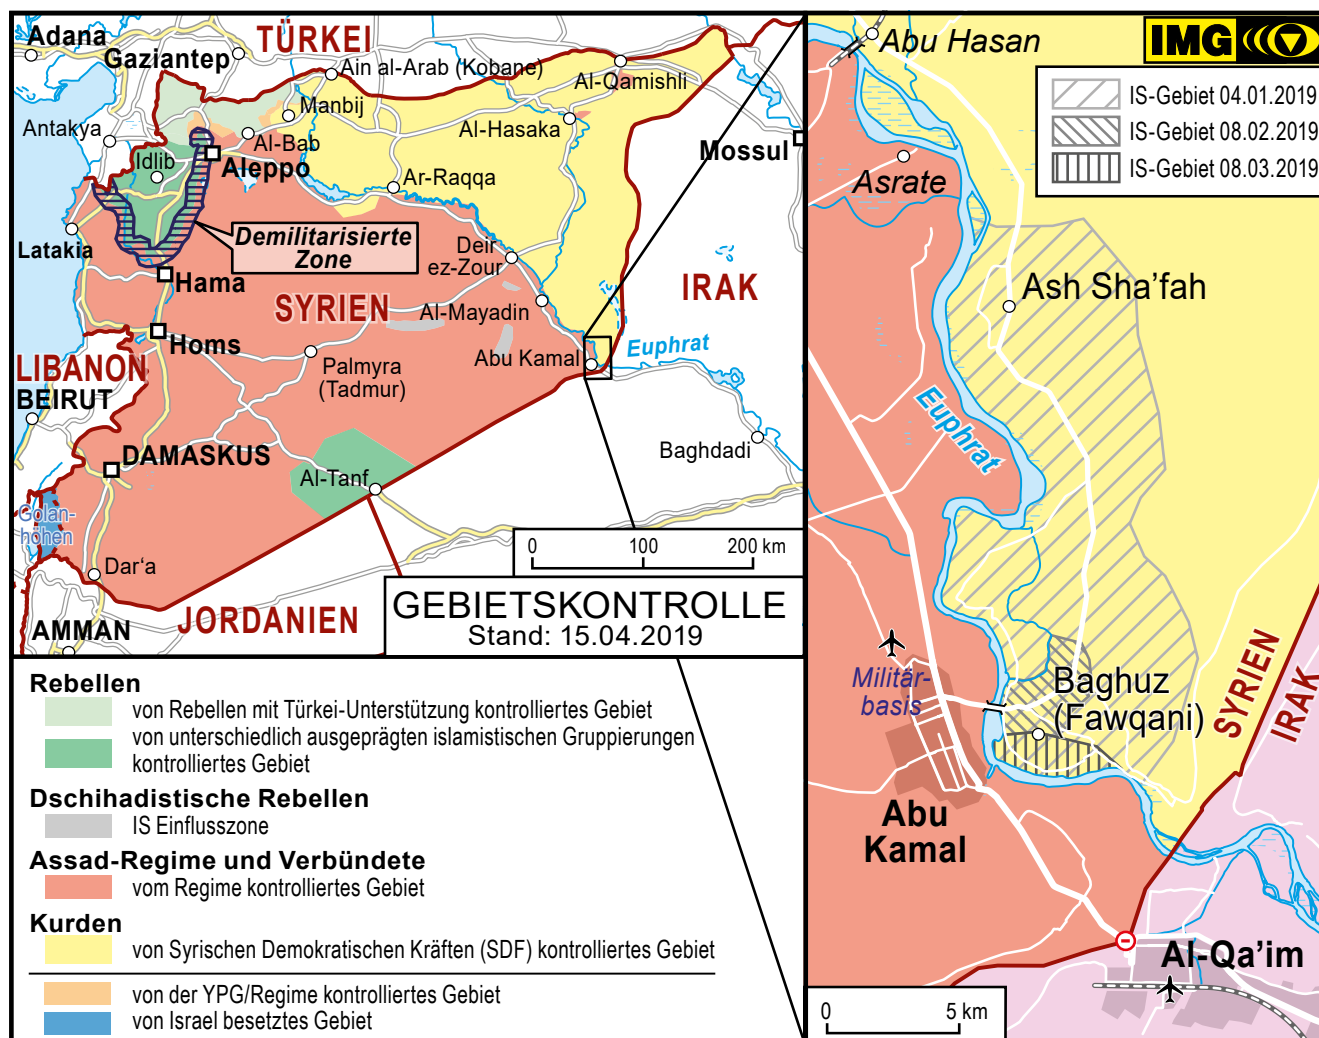 Adana
Gaziantep
TÜRKEI
Ain al-Arab (Kobane)
Al-Qamishli
Manbij
Antakya
Al-Bab
Al-Hasaka
Mossul
Idlib
Aleppo
Ar-Raqqa
Latakia
Demilitarisierte
Zone
Deir
ez-Zour
Hama
SYRIEN
Al-Mayadin
IRAK
Homs
Euphrat
LIBANON
BEIRUT
Palmyra
(Tadmur)
Abu Kamal
DAMASKUS
Al-Tanf
Baghdadi
Golan-
höhen
Dar‘a
0 100 200 km
AMMAN
JORDANIEN
GEBIETSKONTROLLE
Stand: 15.04.2019
Rebellen
von Rebellen mit Türkei-Unterstützung kontrolliertes Gebiet
von unterschiedlich ausgeprägten islamistischen Gruppierungen
kontrolliertes Gebiet
Dschihadistische Rebellen
IS Einflusszone
Assad-Regime und Verbündete
vom Regime kontrolliertes Gebiet
Kurden
von Syrischen Demokratischen Kräften (SDF) kontrolliertes Gebiet
von der YPG/Regime kontrolliertes Gebiet
von Israel besetztes Gebiet
Abu Hasan
IMG
IS-Gebiet 04.01.2019
IS-Gebiet 08.02.2019
IS-Gebiet 08.03.2019
Asrate
Ash Sha’fah
Euphrat
Militär-
basis
Baghuz
(Fawqani)
SYRIEN
IRAK
Abu
Kamal
Al-Qa’im
0 5 km